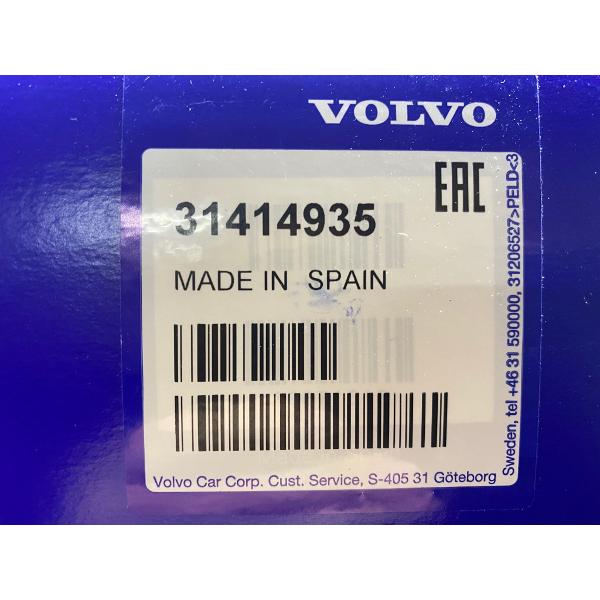 VOLVO
EAC
31414935
MADE IN SPAIN
Volvo Car Corp. Cust. Service, S-405 31 Göteborg
Sweden, tel +46 31 590000, 31206527>PELD<3